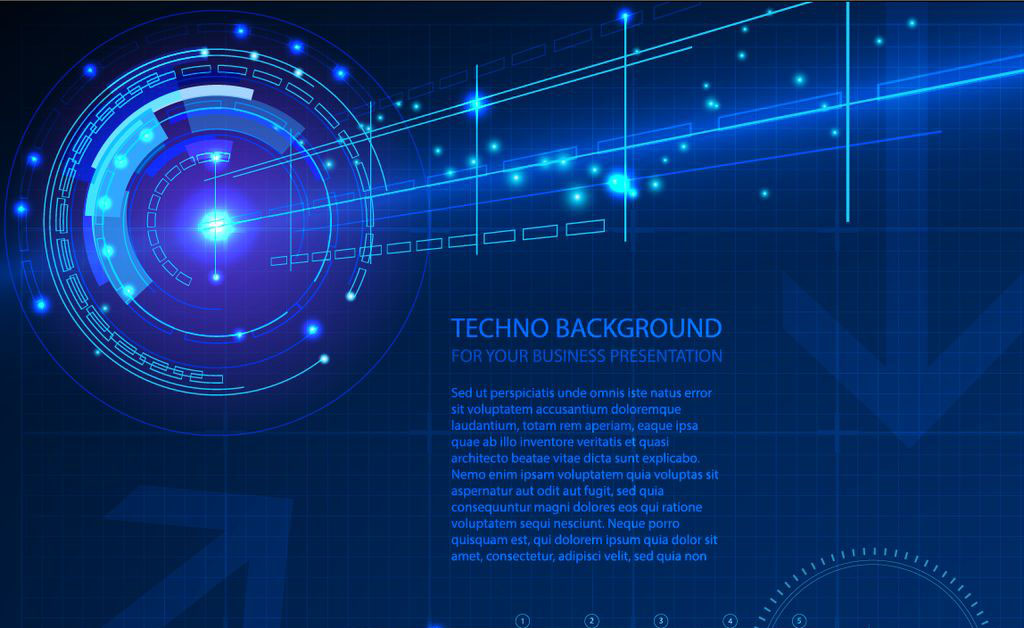 TECHNO BACKGROUND
FOR YOUR BUSINESS PRESENTATION
Sed ut perspiciatis unde omnis iste natus error
sit voluptatem accusantium doloremque
laudantium, totam rem aperiam, eaque ipsa
quae ab illo inventore veritatis et quasi
architecto beatae vitae dicta sunt explicabo.
Nemo enim ipsam voluptatem quia voluptas sit
aspernatur aut odit aut fugit, sed quia
consequuntur magni dolores eos qui ratione
voluptatem sequi nesciunt. Neque porro
quisquam est, qui dolorem ipsum quia dolor sit
amet, consectetur, adipisci velit, sed quia non
1 2 3 4 5